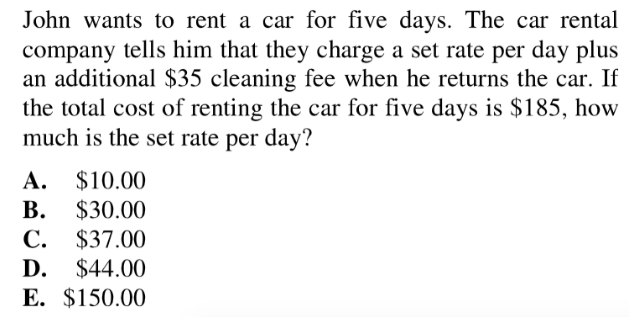 John wants to rent a car for five days. The car rental
company tells him that they charge a set rate per day plus
an additional $35 cleaning fee when he returns the car. If
the total cost of renting the car for five days is $185, how
much is the set rate per day?
A. $10.00
B. $30.00
C. $37.00
D. $44.00
E. $150.00